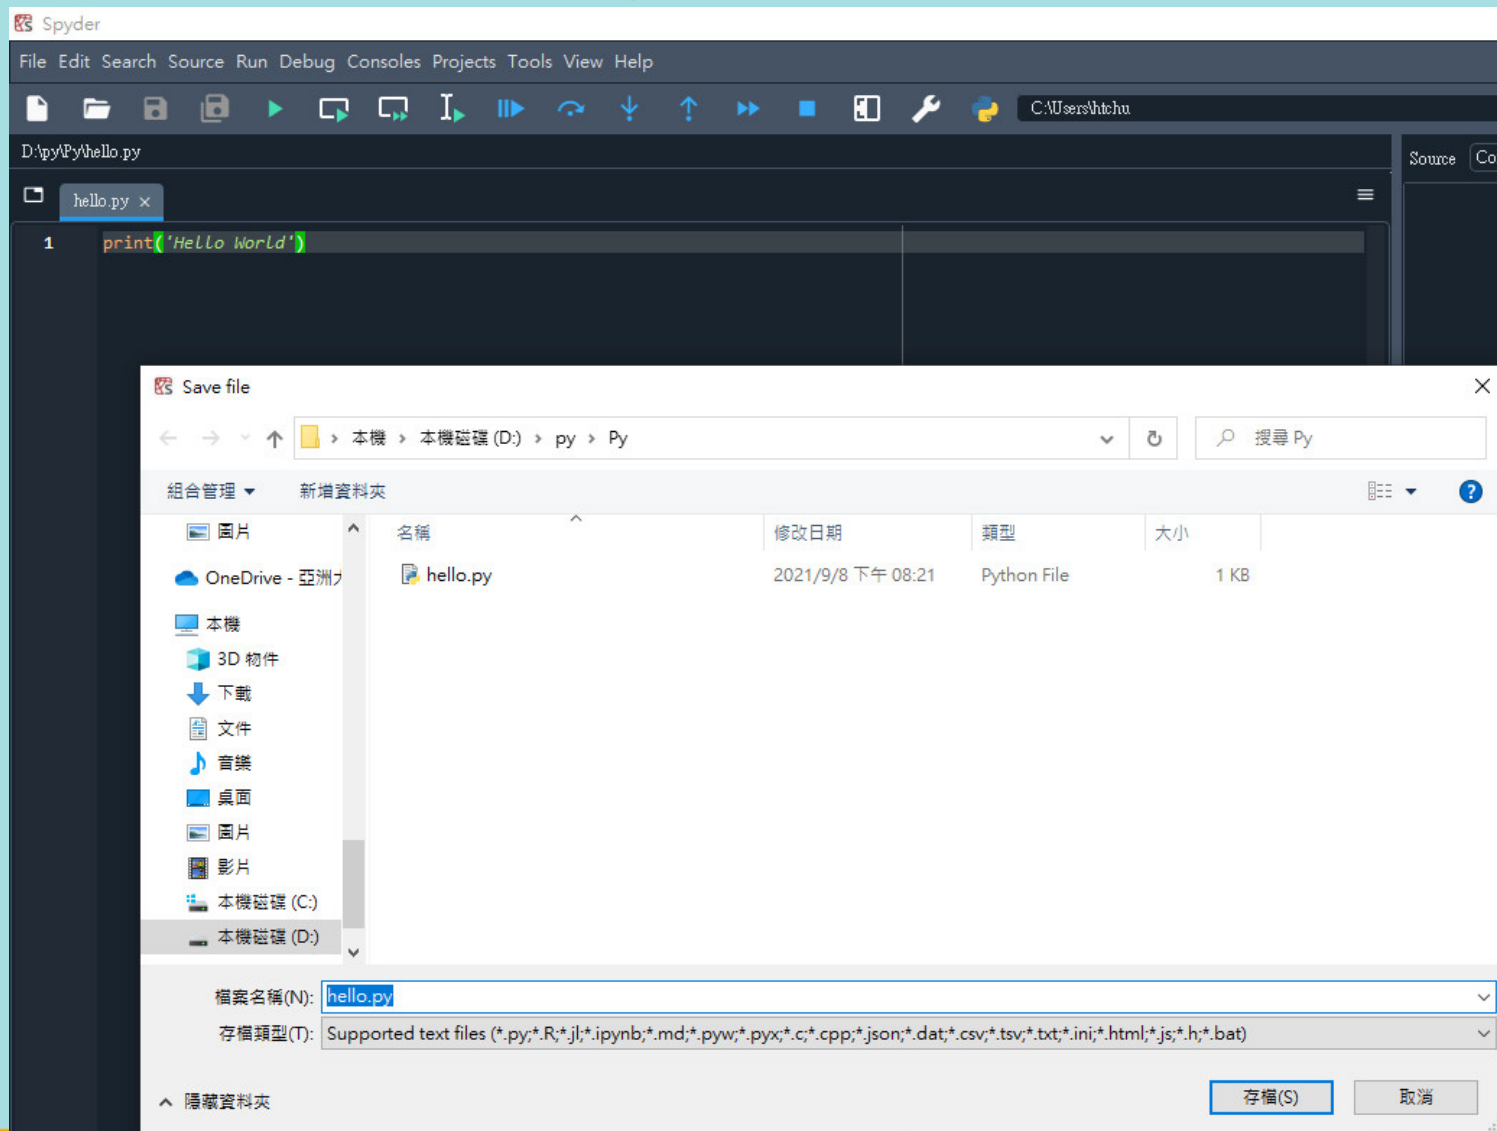 Spyder
File Edit Search Source Run Debug Consoles Projects Tools View Help
C:\Users\htchu
D:\py\Py\hello.py
Source Co
hello.py
1 print('Hello World')
Save file
本機 › 本機磁碟 (D:) › py › Py
搜尋 Py
組合管理 新增資料夾
圖片
名稱 修改日期 類型 大小
OneDrive - 亞洲大
hello.py 2021/9/8 下午 08:21 Python File 1 KB
本機
3D 物件
下載
文件
音樂
桌面
圖片
影片
本機磁碟 (C:)
本機磁碟 (D:)
檔案名稱(N): hello.py
存檔類型(T): Supported text files (*.py;*.R;*.jl;*.ipynb;*.md;*.pyw;*.pyx;*.c;*.cpp;*.json;*.dat;*.csv;*.tsv;*.txt;*.ini;*.html;*.js;*.h;*.bat)
隱藏資料夾 存檔(S) 取消